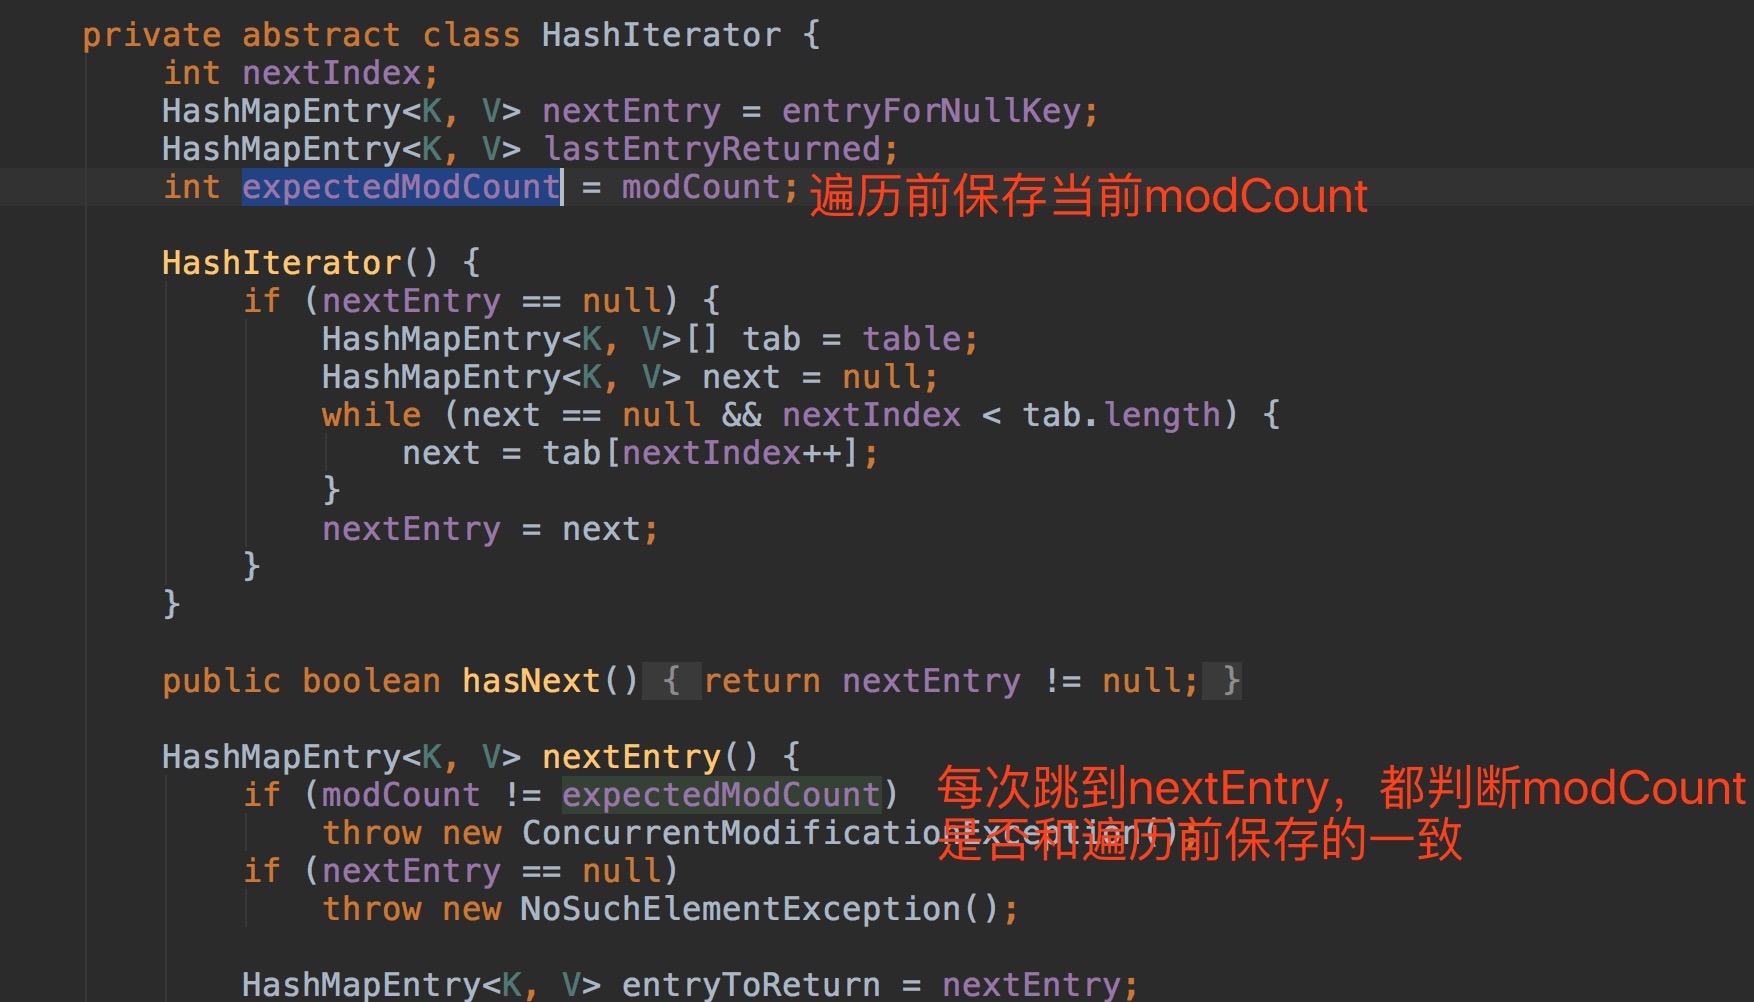 private abstract class HashIterator {
int nextIndex;
HashMapEntry<K, V> nextEntry = entryForNullKey;
HashMapEntry<K, V> lastEntryReturned;
int expectedModCount = modCount; 遍历前保存当前modCount
HashIterator() {
if (nextEntry == null) {
HashMapEntry<K, V>[] tab = table;
HashMapEntry<K, V> next = null;
while (next == null && nextIndex < tab.length) {
next = tab[nextIndex++];
}
nextEntry = next;
}
}
public boolean hasNext() { return nextEntry != null; }
HashMapEntry<K, V> nextEntry() {
if (modCount != expectedModCount) 每次跳到nextEntry，都判断modCount
throw new ConcurrentModificationException();
是否和遍历前保存的一致
if (nextEntry == null)
throw new NoSuchElementException();
HashMapEntry<K, V> entryToReturn = nextEntry;